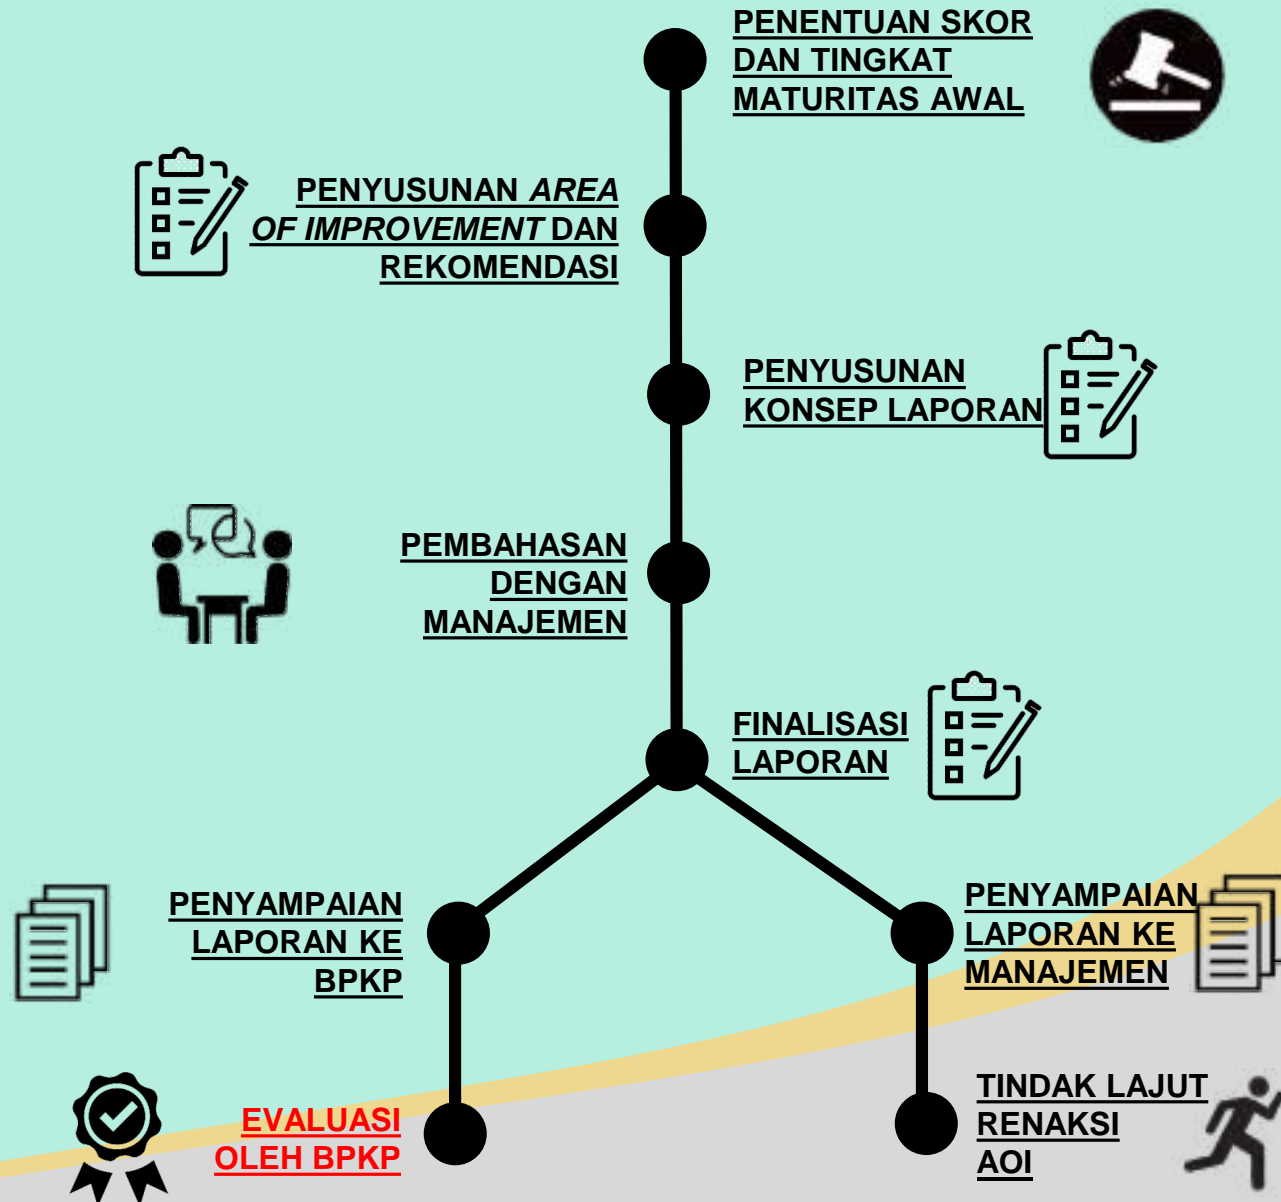 PENENTUAN SKOR
DAN TINGKAT
MATURITAS AWAL
PENYUSUNAN AREA
OF IMPROVEMENT DAN
REKOMENDASI
PENYUSUNAN
KONSEP LAPORAN
PEMBAHASAN
DENGAN
MANAJEMEN
FINALISASI
LAPORAN
PENYAMPAIAN
LAPORAN KE
BPKP
PENYAMPAIAN
LAPORAN KE
MANAJEMEN
EVALUASI
OLEH BPKP
TINDAK LAJUT
RENAKSI
AOI